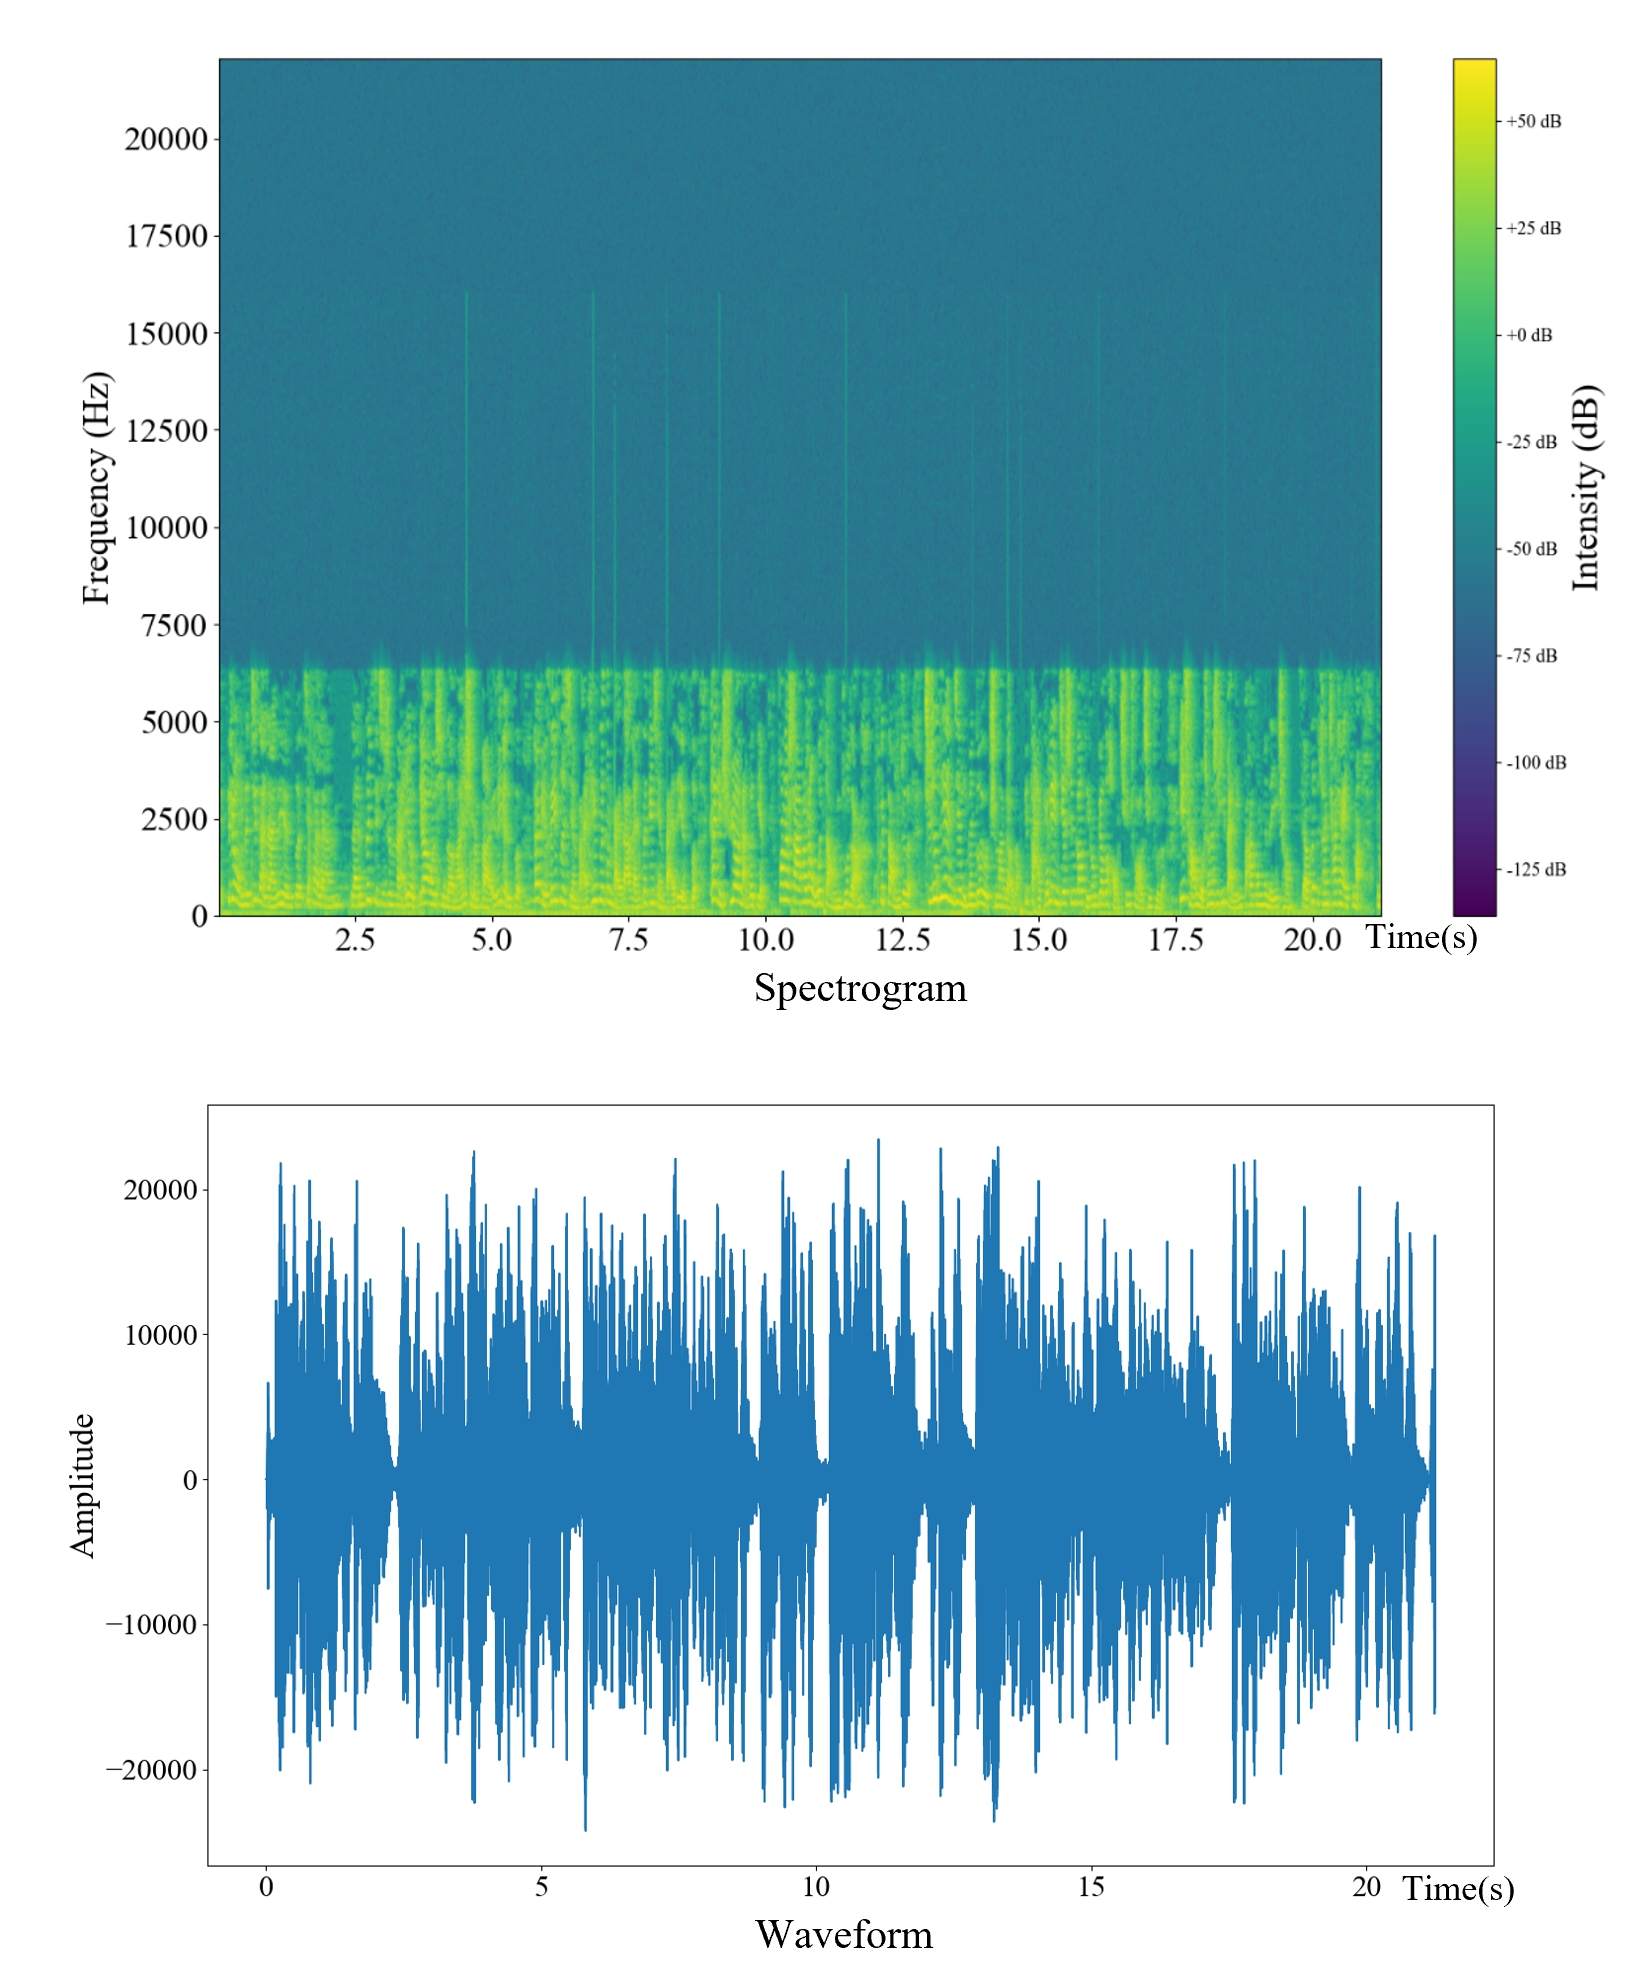 20000
17500
15000
12500
10000
7500
5000
2500
0
Frequency (Hz)
2.5 5.0 7.5 10.0 12.5 15.0 17.5 20.0 Time(s)
Spectrogram
+50 dB
+25 dB
+0 dB
-25 dB
-50 dB
-75 dB
-100 dB
-125 dB
Intensity (dB)
20000
10000
0
−10000
−20000
Amplitude
0 5 10 15 20 Time(s)
Waveform